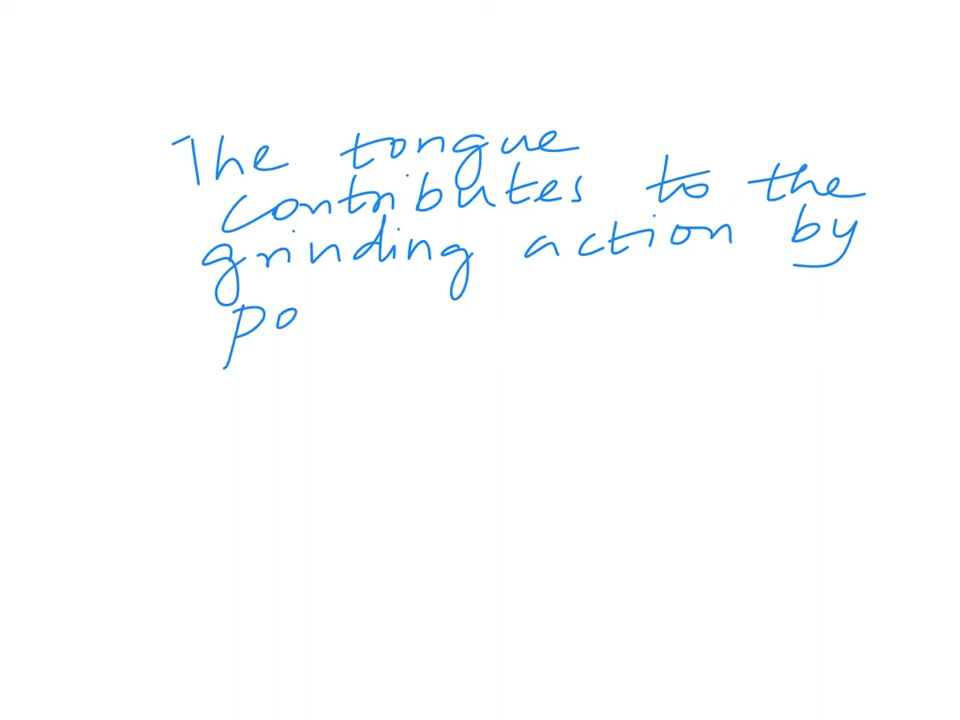 The tongue
contributes to the
grinding action by
po